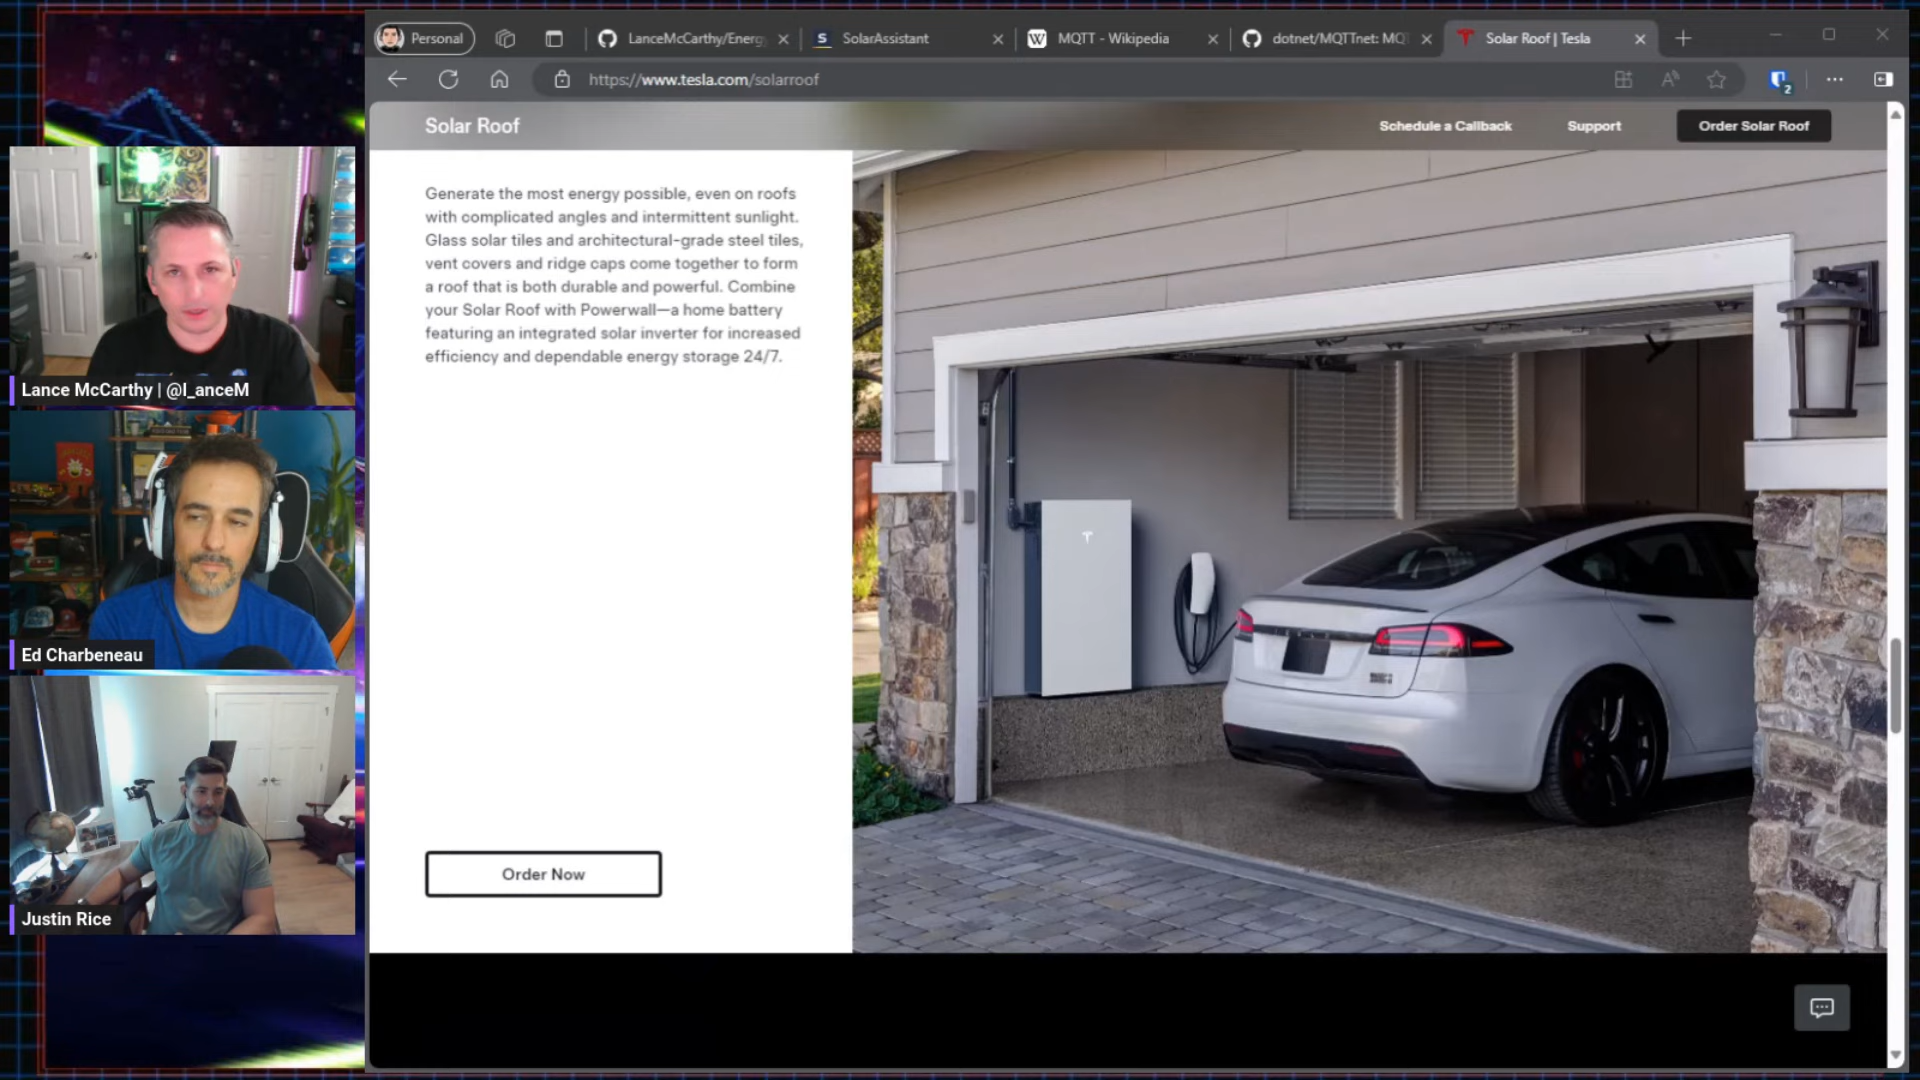 Personal
LanceMcCarthy/Energ
SolarAssistant
MQTT - Wikipedia
dotnet/MQTTnet: MQ
Solar Roof | Tesla
https://www.tesla.com/solarroof
2
Solar Roof
Schedule a Callback
Support
Order Solar Roof
Generate the most energy possible, even on roofs
with complicated angles and intermittent sunlight.
Glass solar tiles and architectural-grade steel tiles,
vent covers and ridge caps come together to form
a roof that is both durable and powerful. Combine
your Solar Roof with Powerwall—a home battery
featuring an integrated solar inverter for increased
efficiency and dependable energy storage 24/7.
Order Now
Lance McCarthy | @l_anceM
Ed Charbeneau
Justin Rice